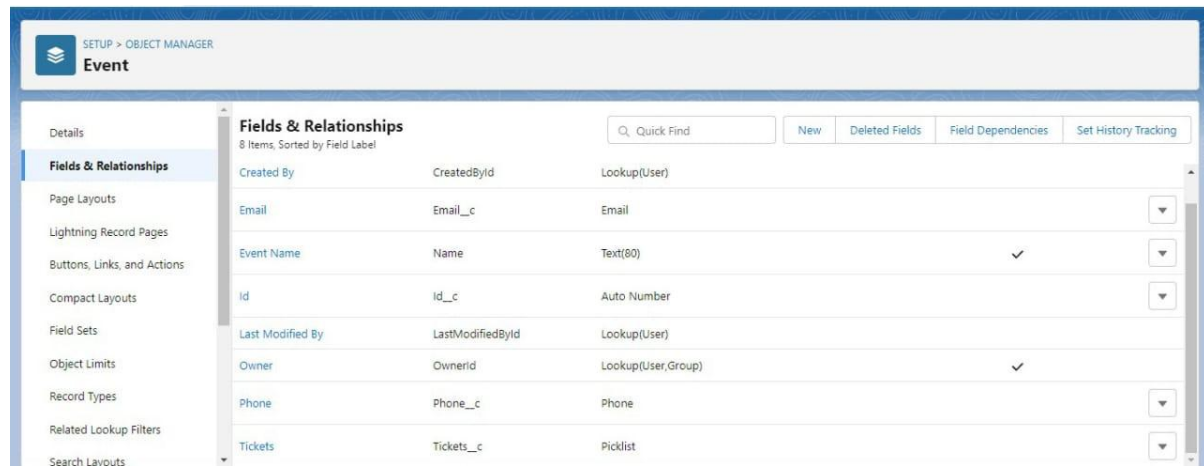 SETUP > OBJECT MANAGER
Event
Details
Fields & Relationships
Page Layouts
Lightning Record Pages
Buttons, Links, and Actions
Compact Layouts
Field Sets
Object Limits
Record Types
Related Lookup Filters
Search Layouts
Fields & Relationships
8 Items, Sorted by Field Label
Quick Find
New
Deleted Fields
Field Dependencies
Set History Tracking
Created By CreatedById Lookup(User)
Email Email__c Email
Event Name Name Text(80)
Id Id__c Auto Number
Last Modified By LastModifiedById Lookup(User)
Owner OwnerId Lookup(User,Group)
Phone Phone__c Phone
Tickets Tickets__c Picklist